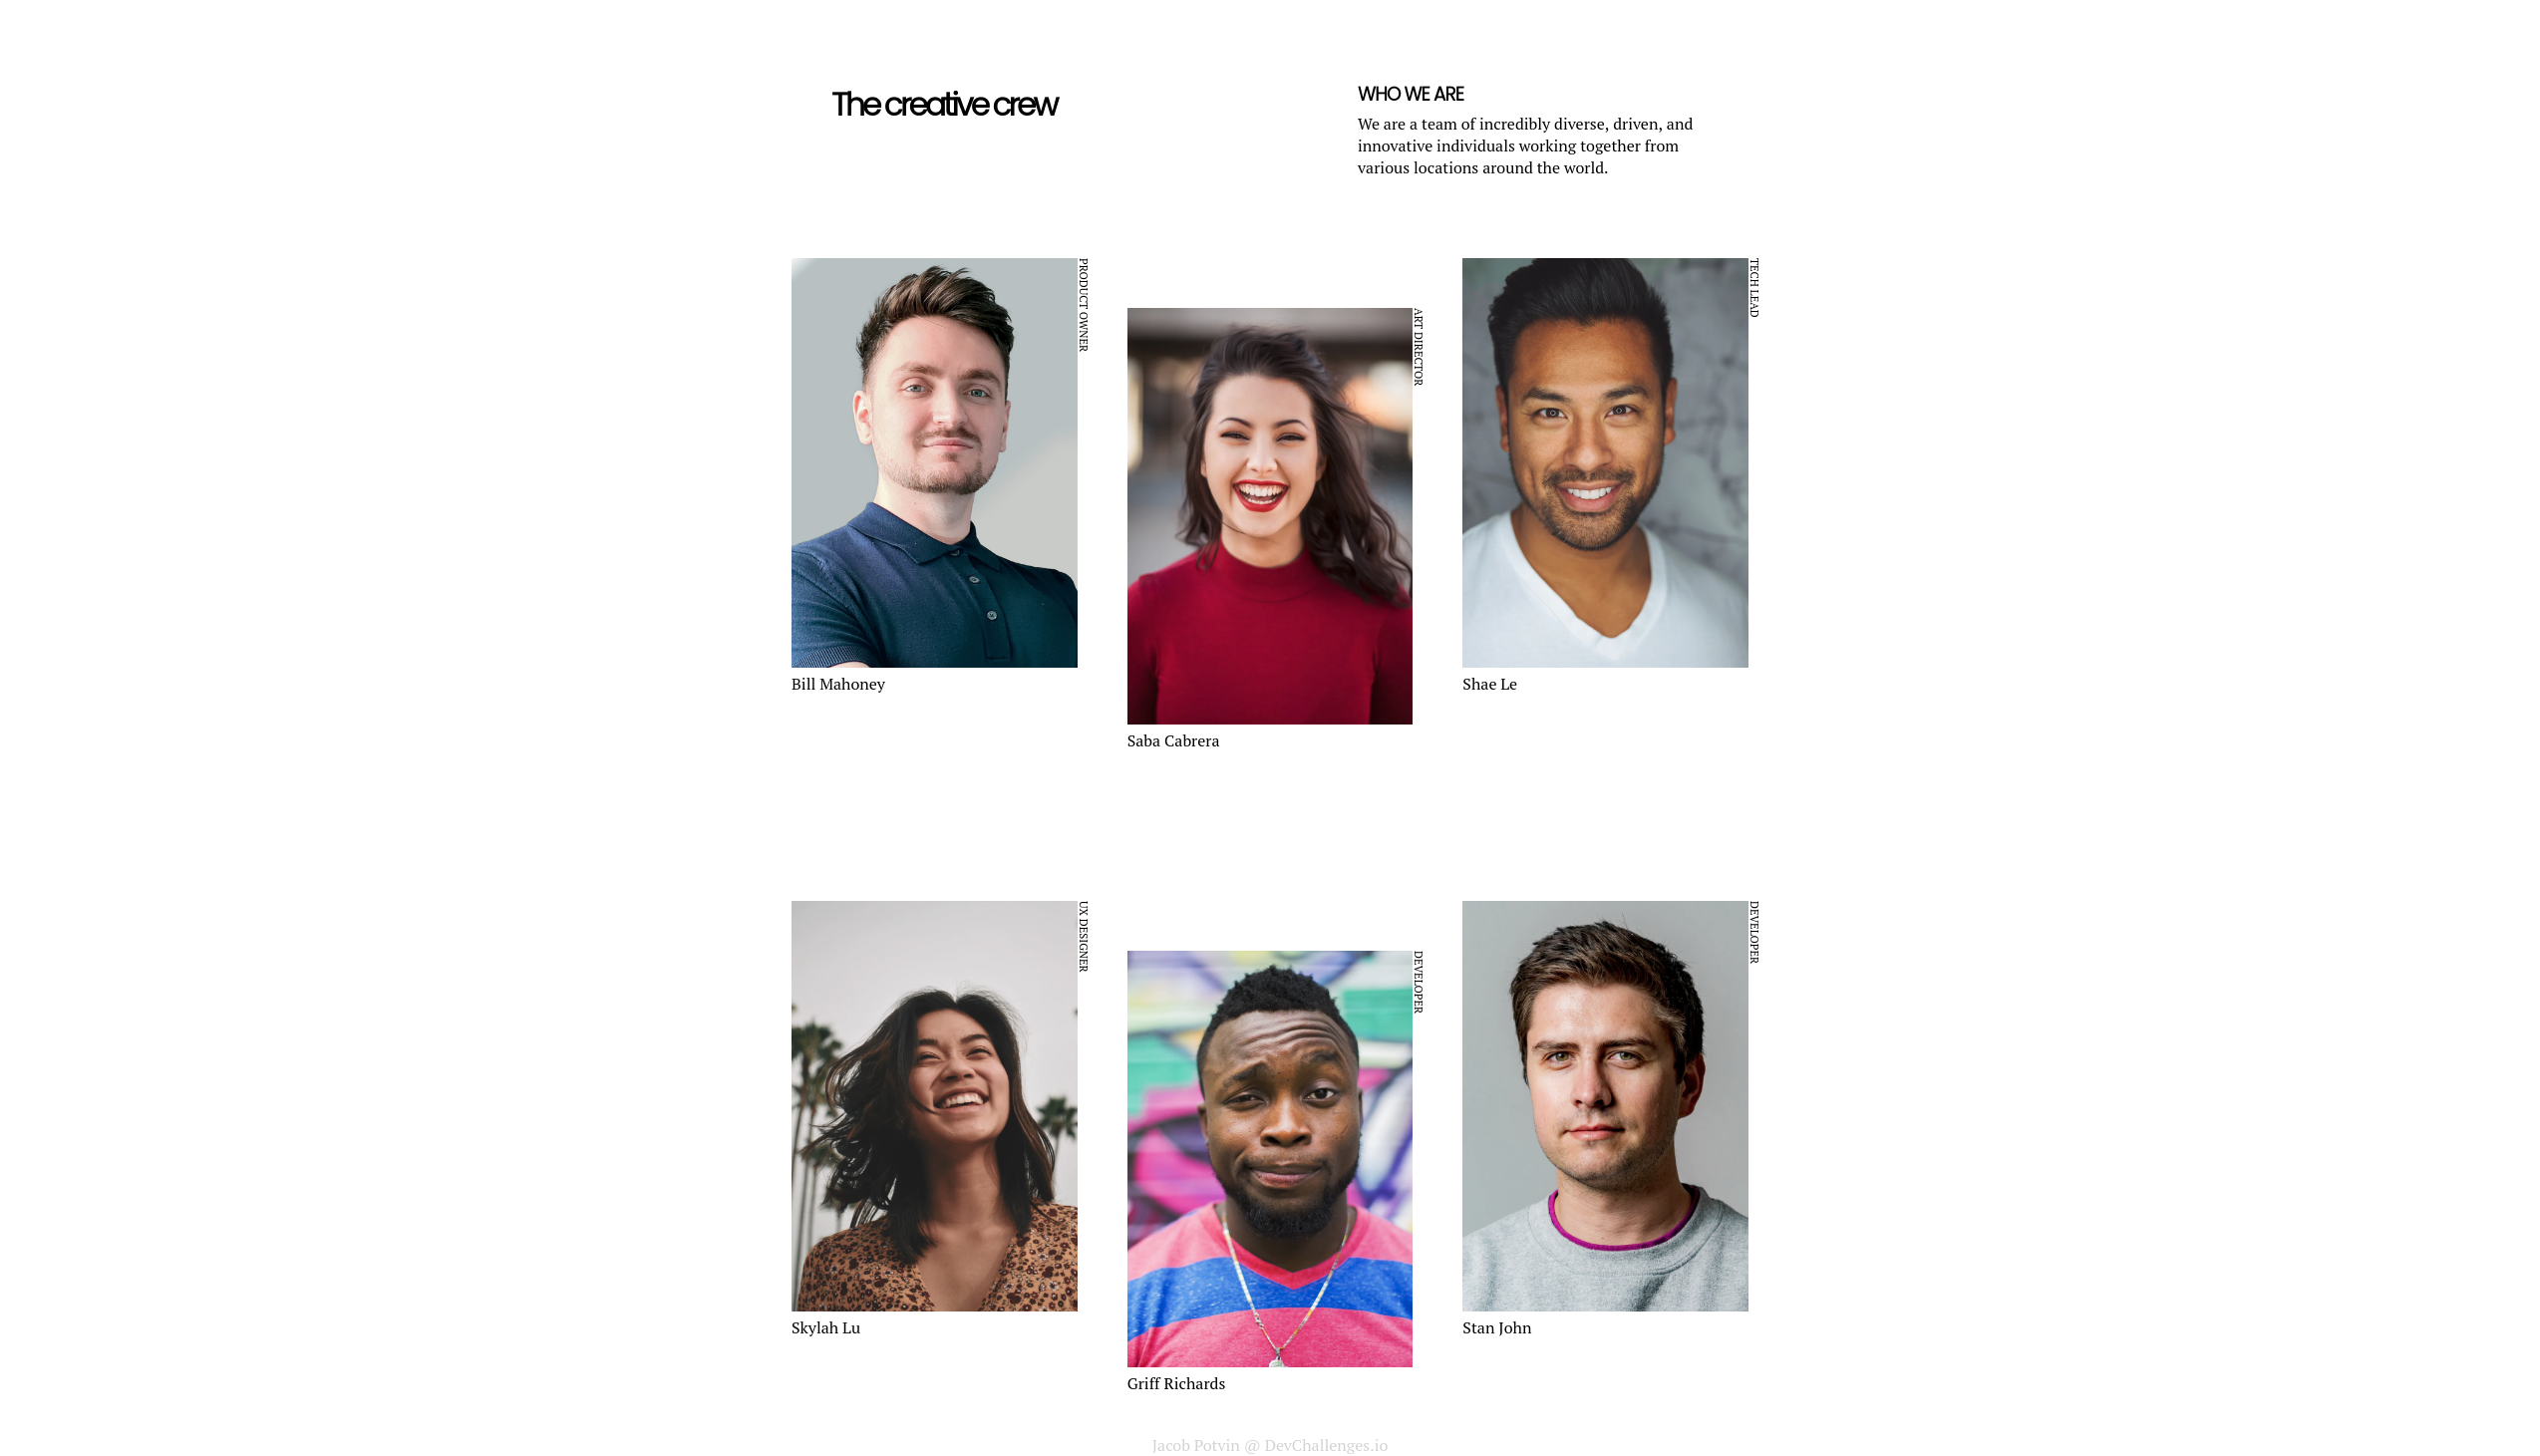 The creative crew
WHO WE ARE
We are a team of incredibly diverse, driven, and
innovative individuals working together from
various locations around the world.
PRODUCT OWNER
Bill Mahoney
ART DIRECTOR
Saba Cabrera
TECH LEAD
Shae Le
UX DESIGNER
Skylah Lu
DEVELOPER
Griff Richards
DEVELOPER
Stan John
Jacob Potvin @ DevChallenges.io